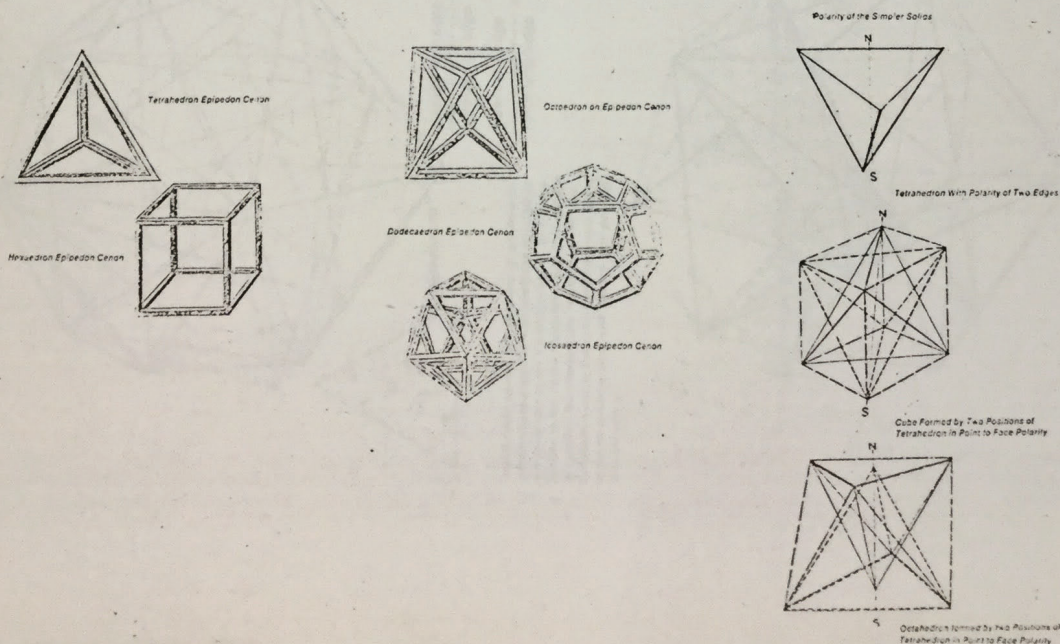 Polarity of the Simpler Solids
N
S
Tetrahedron Epipedon Cenon
Octoedron on Epipedon Cenon
Tetrahedron With Polarity of Two Edges
N
S
Dodecaedron Epipedon Cenon
Hexaedron Epipedon Cenon
Icosaedron Epipedon Cenon
Cube Formed by Two Positions of
Tetrahedron in Point to Face Polarity
N
S
Octahedron formed by two Positions of
Tetrahedron in Point to Face Polarity